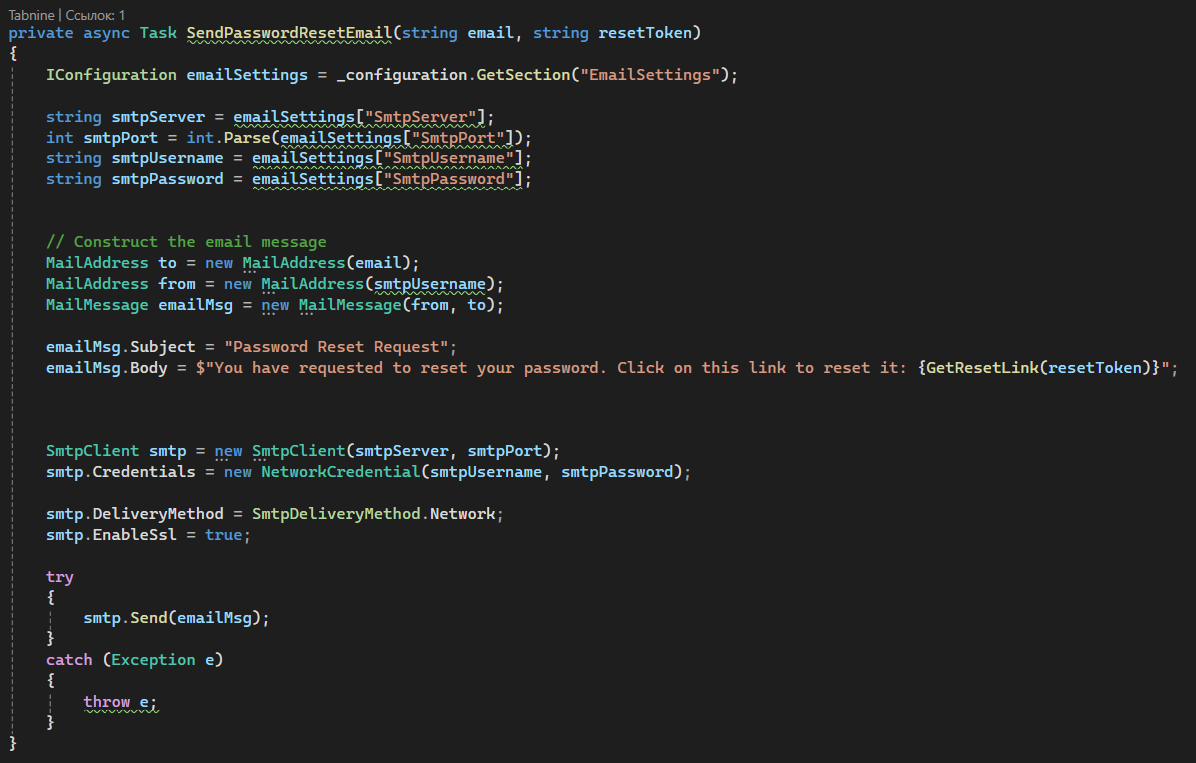 Tabnine | Ссылок: 1
private async Task SendPasswordResetEmail(string email, string resetToken)
{
IConfiguration emailSettings = _configuration.GetSection("EmailSettings");
string smtpServer = emailSettings["SmtpServer"];
int smtpPort = int.Parse(emailSettings["SmtpPort"]);
string smtpUsername = emailSettings["SmtpUsername"];
string smtpPassword = emailSettings["SmtpPassword"];
// Construct the email message
MailAddress to = new MailAddress(email);
MailAddress from = new MailAddress(smtpUsername);
MailMessage emailMsg = new MailMessage(from, to);
emailMsg.Subject = "Password Reset Request";
emailMsg.Body = $"You have requested to reset your password. Click on this link to reset it: {GetResetLink(resetToken)}";
SmtpClient smtp = new SmtpClient(smtpServer, smtpPort);
smtp.Credentials = new NetworkCredential(smtpUsername, smtpPassword);
smtp.DeliveryMethod = SmtpDeliveryMethod.Network;
smtp.EnableSsl = true;
try
{
smtp.Send(emailMsg);
}
catch (Exception e)
{
throw e;
}
}